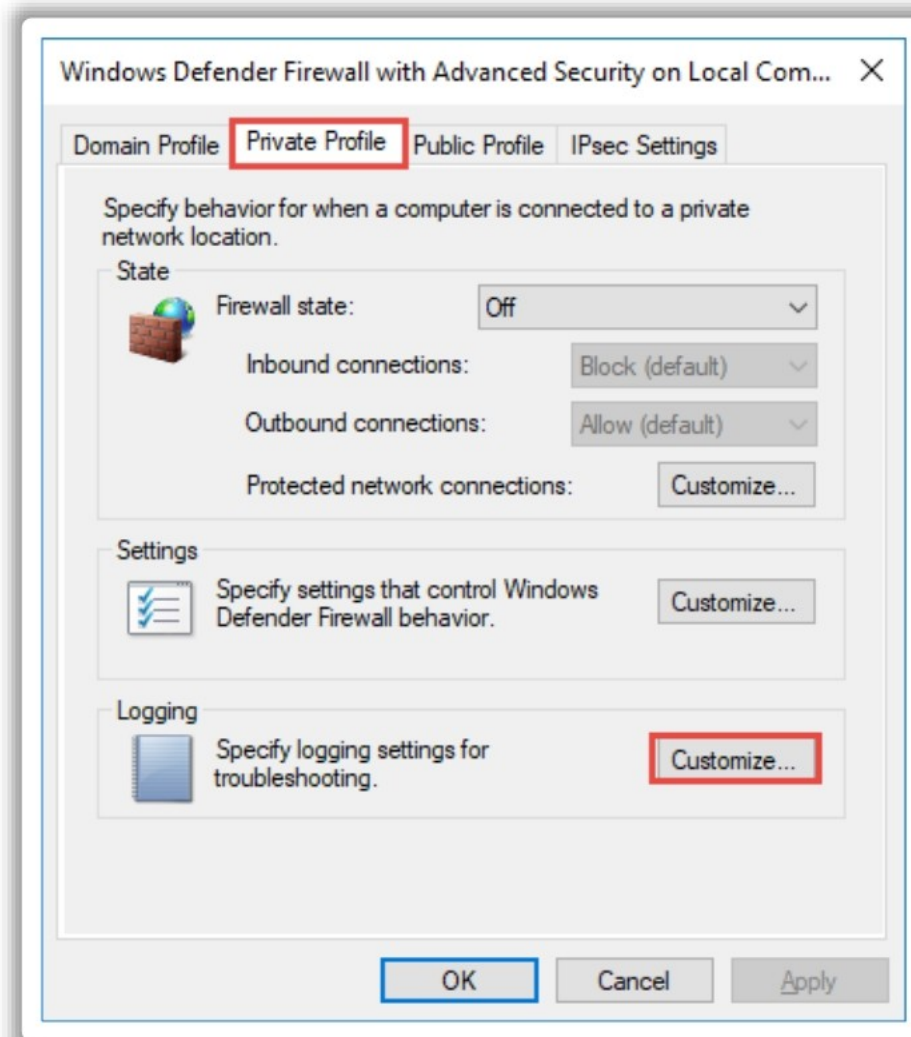 Windows Defender Firewall with Advanced Security on Local Com...
Domain Profile Private Profile Public Profile IPsec Settings
Specify behavior for when a computer is connected to a private
network location.
State
Firewall state: Off
Inbound connections: Block (default)
Outbound connections: Allow (default)
Protected network connections: Customize...
Settings
Specify settings that control Windows
Defender Firewall behavior.
Customize...
Logging
Specify logging settings for
troubleshooting.
Customize...
OK Cancel Apply